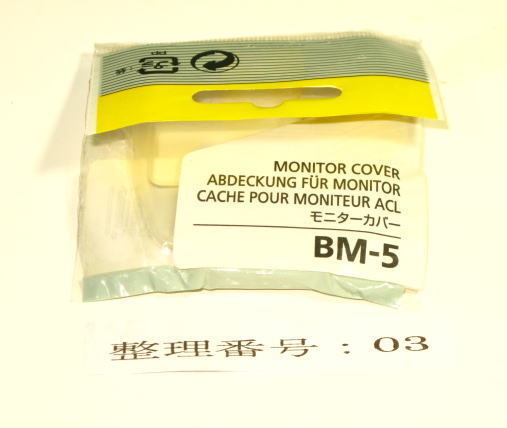 PP
MONITOR COVER
ABDECKUNG FÜR MONITOR
CACHE POUR MONITEUR ACL
モニターカバー
BM-5
整理番号：03